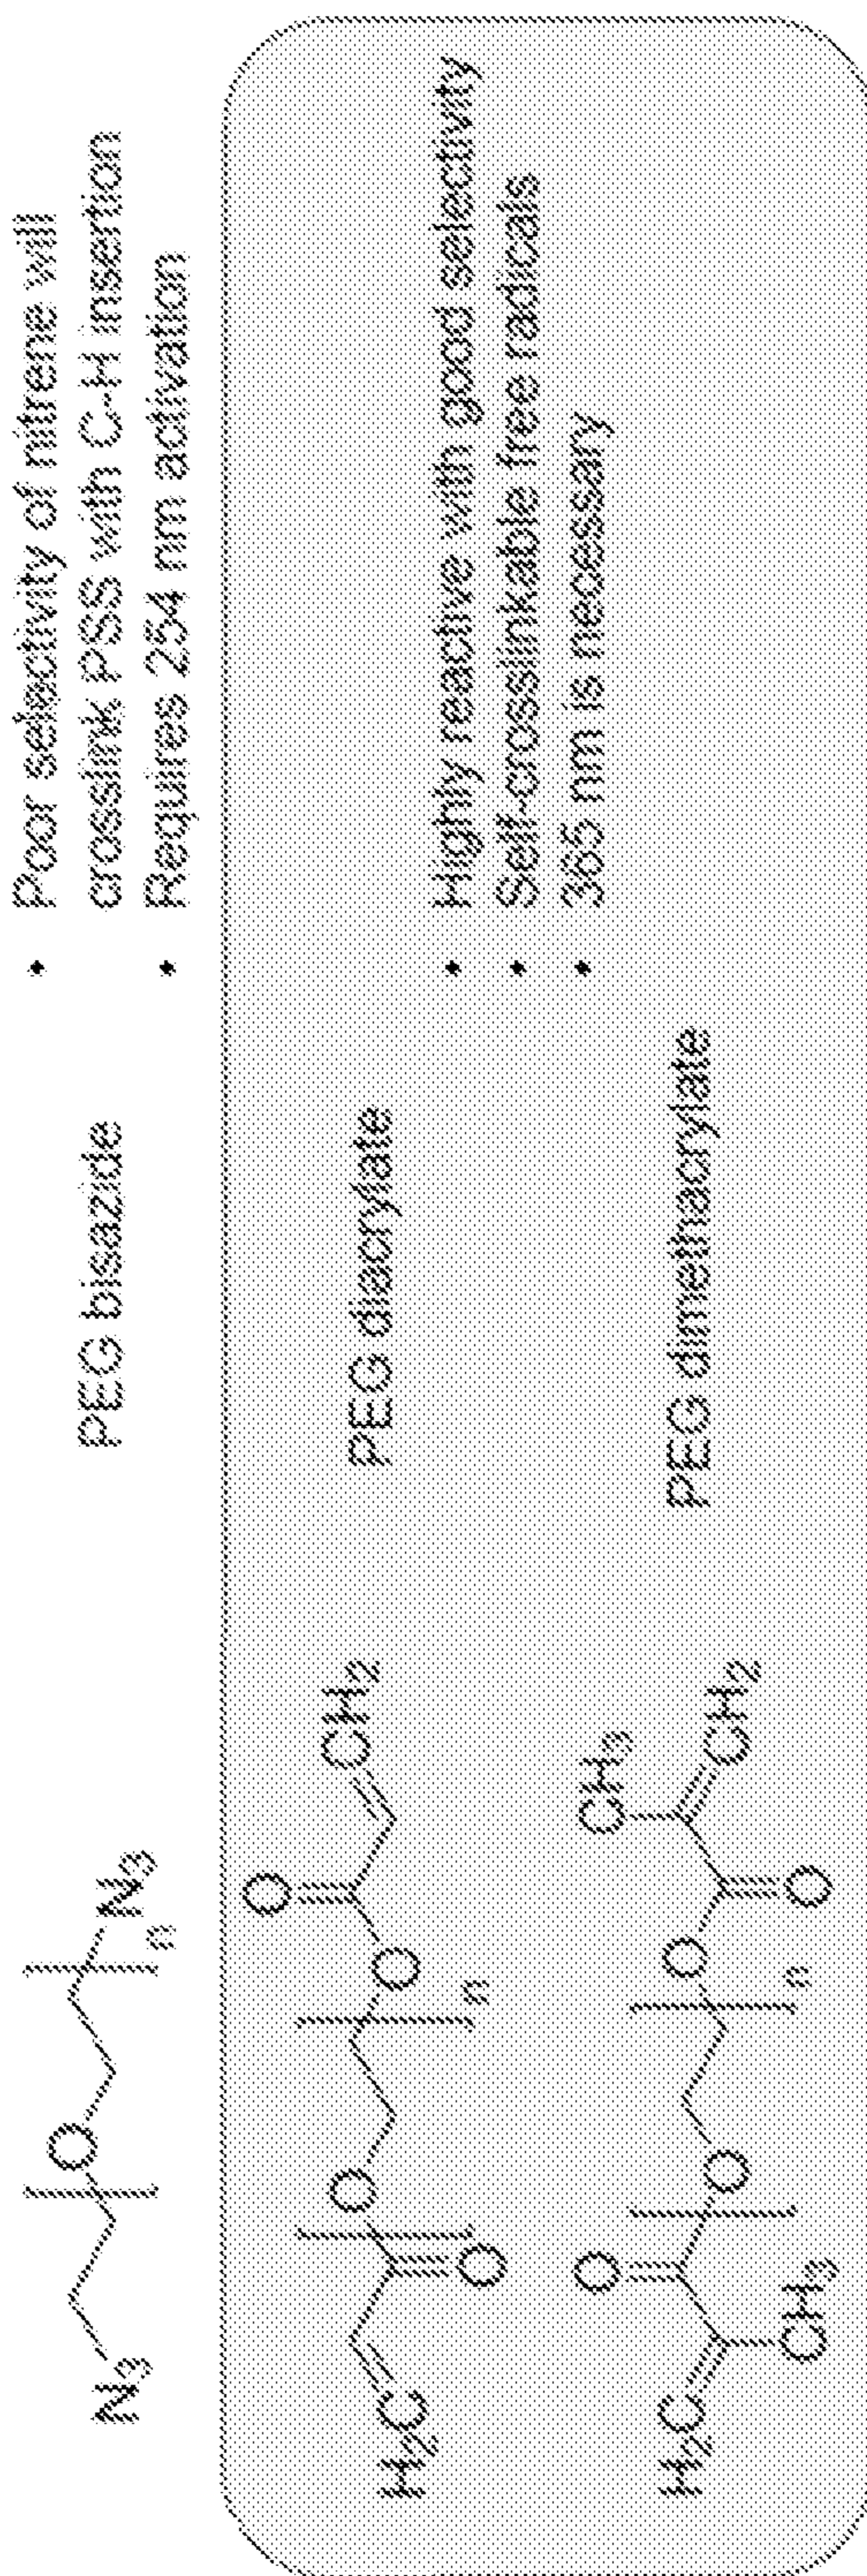 N₃ O n N₃
PEG bisazide
• Poor selectivity of nitrene will
crosslink PSS with C-H insertion
• Requires 254 nm activation
H₂C O O n O O CH₂
PEG diacrylate
• Highly reactive with good selectivity
• Self-crosslinkable free radicals
• 365 nm is necessary
H₂C CH₃ O O n O O CH₃ CH₂
PEG dimethacrylate